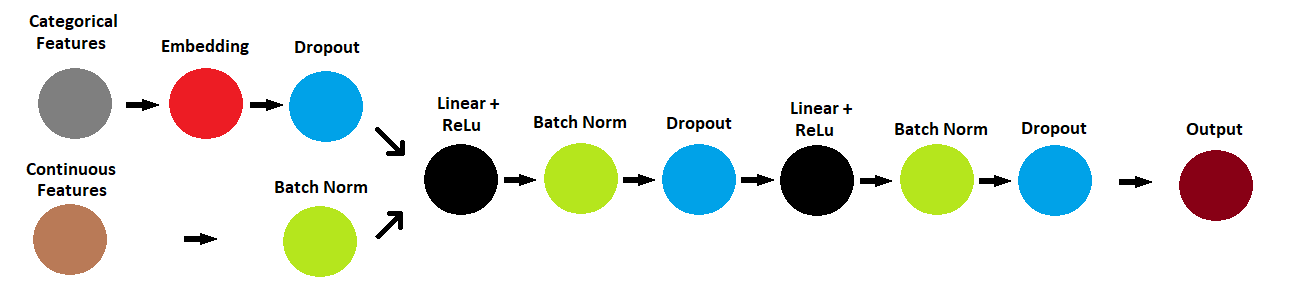 Categorical
Features
Embedding
Dropout
Continuous
Features
Batch Norm
Linear +
ReLu
Batch Norm
Dropout
Linear +
ReLu
Batch Norm
Dropout
Output